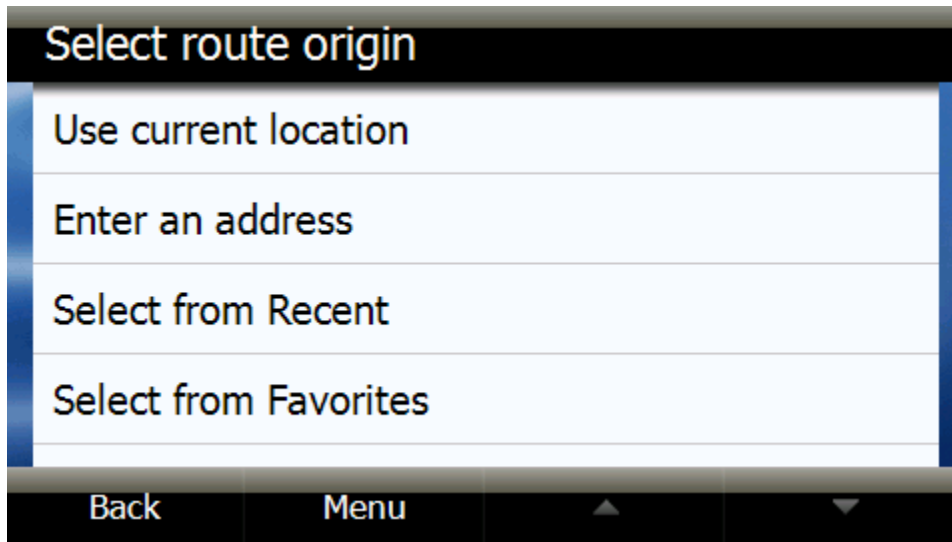 Select route origin
Use current location
Enter an address
Select from Recent
Select from Favorites
Back Menu